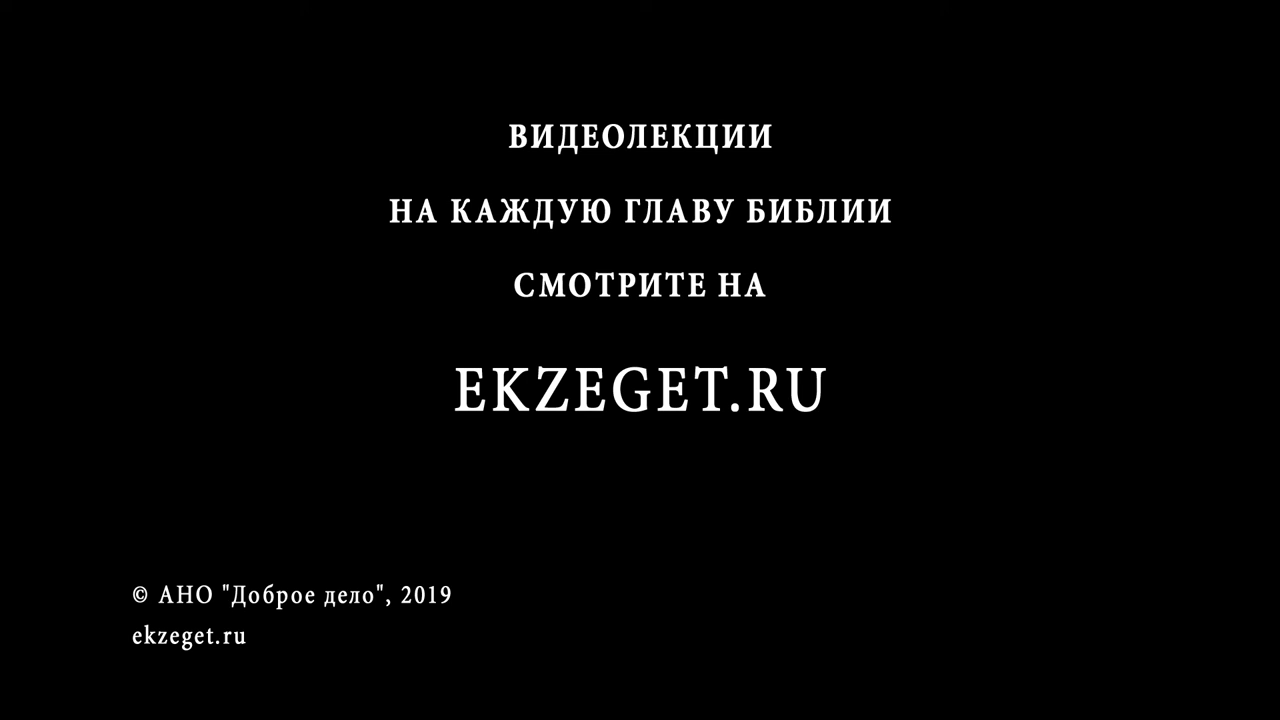 ВИДЕОЛЕКЦИИ
НА КАЖДУЮ ГЛАВУ БИБЛИИ
СМОТРИТЕ НА
EKZEGET.RU
© АНО "Доброе дело", 2019
ekzeget.ru